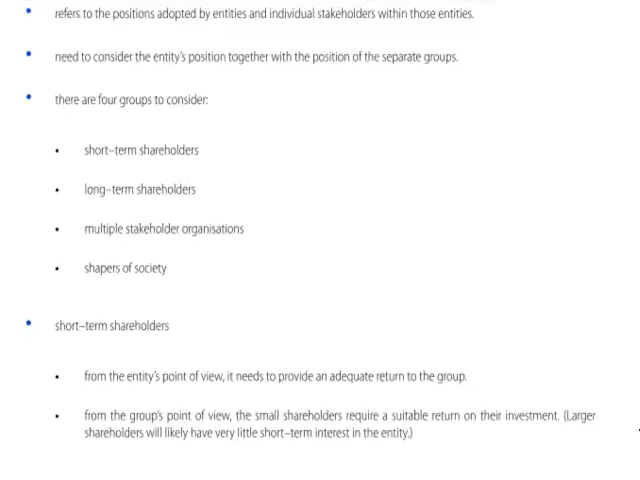 refers to the positions adopted by entities and individual stakeholders within those entities.
need to consider the entity's position together with the position of the separate groups.
there are four groups to consider:
short–term shareholders
long–term shareholders
multiple stakeholder organisations
shapers of society
short–term shareholders
from the entity's point of view, it needs to provide an adequate return to the group.
from the group's point of view, the small shareholders require a suitable return on their investment. (Larger
shareholders will likely have very little short–term interest in the entity.)